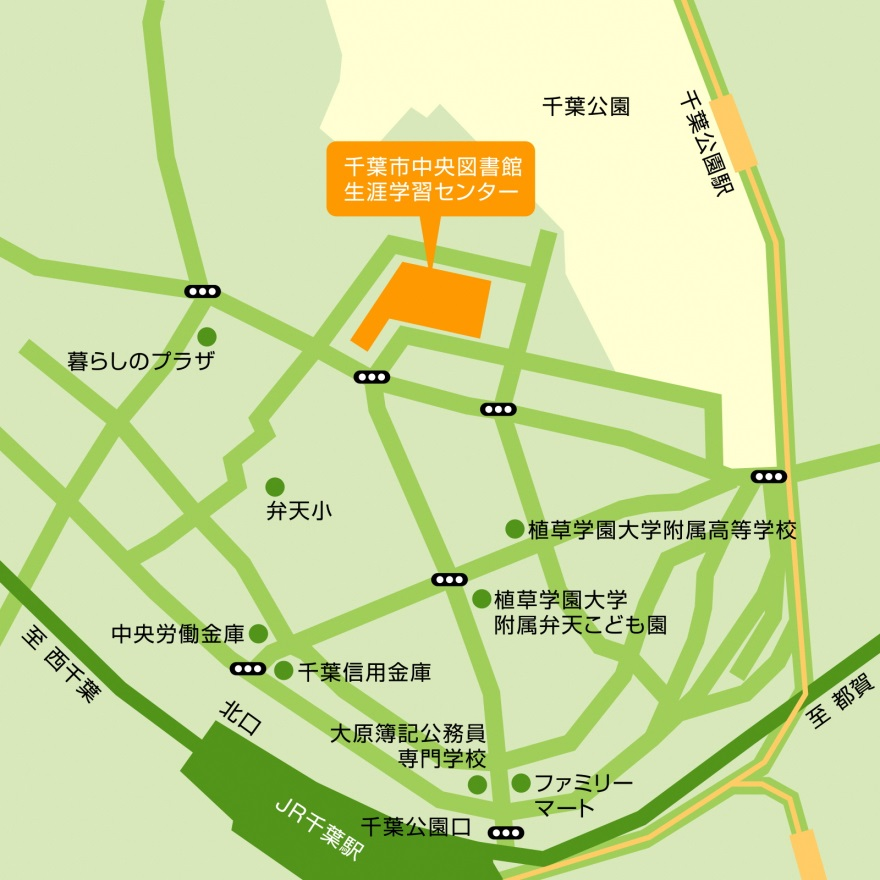 千葉公園
千葉公園駅
千葉市中央図書館
生涯学習センター
暮らしのプラザ
弁天小
植草学園大学附属高等学校
植草学園大学
附属弁天こども園
中央労働金庫
千葉信用金庫
至 西千葉
至 都賀
北口
大原簿記公務員
専門学校
ファミリー
マート
JR千葉駅
千葉公園口